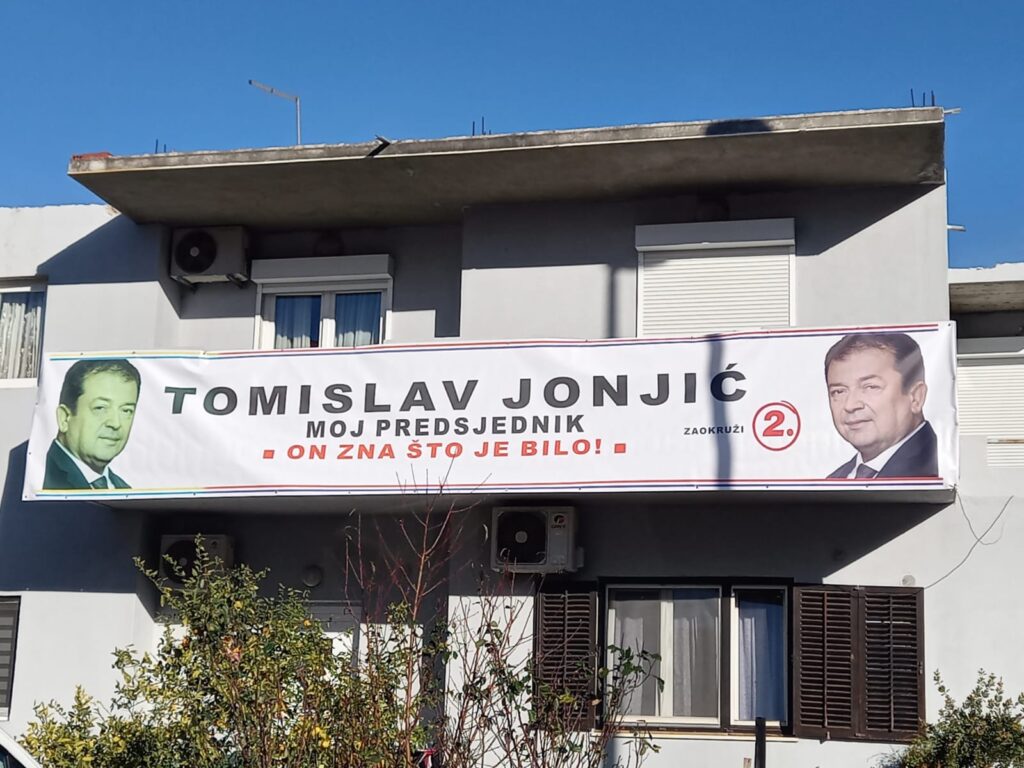 TOMISLAV JONJIĆ
MOJ PREDSJEDNIK
ZAOKRUŽI 2.
ON ZNA ŠTO JE BILO!